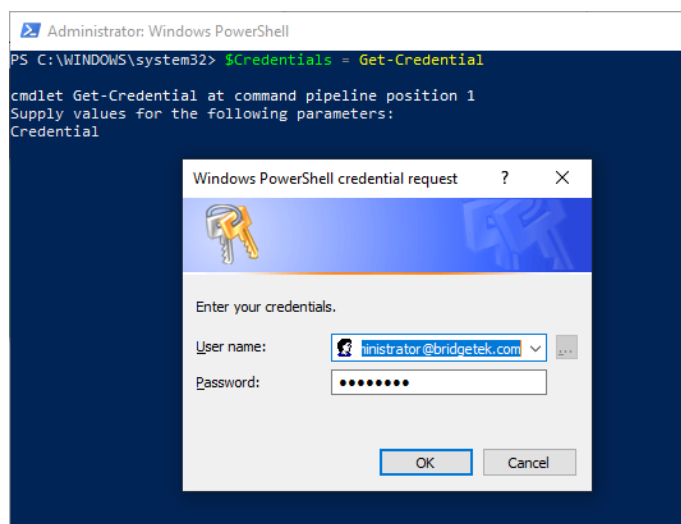 Administrator: Windows PowerShell
PS C:\WINDOWS\system32> $Credentials = Get-Credential
cmdlet Get-Credential at command pipeline position 1
Supply values for the following parameters:
Credential
Windows PowerShell credential request ? ×
Enter your credentials.
User name: inistrator@bridgetek.com ...
Password: ●●●●●●●●
OK Cancel